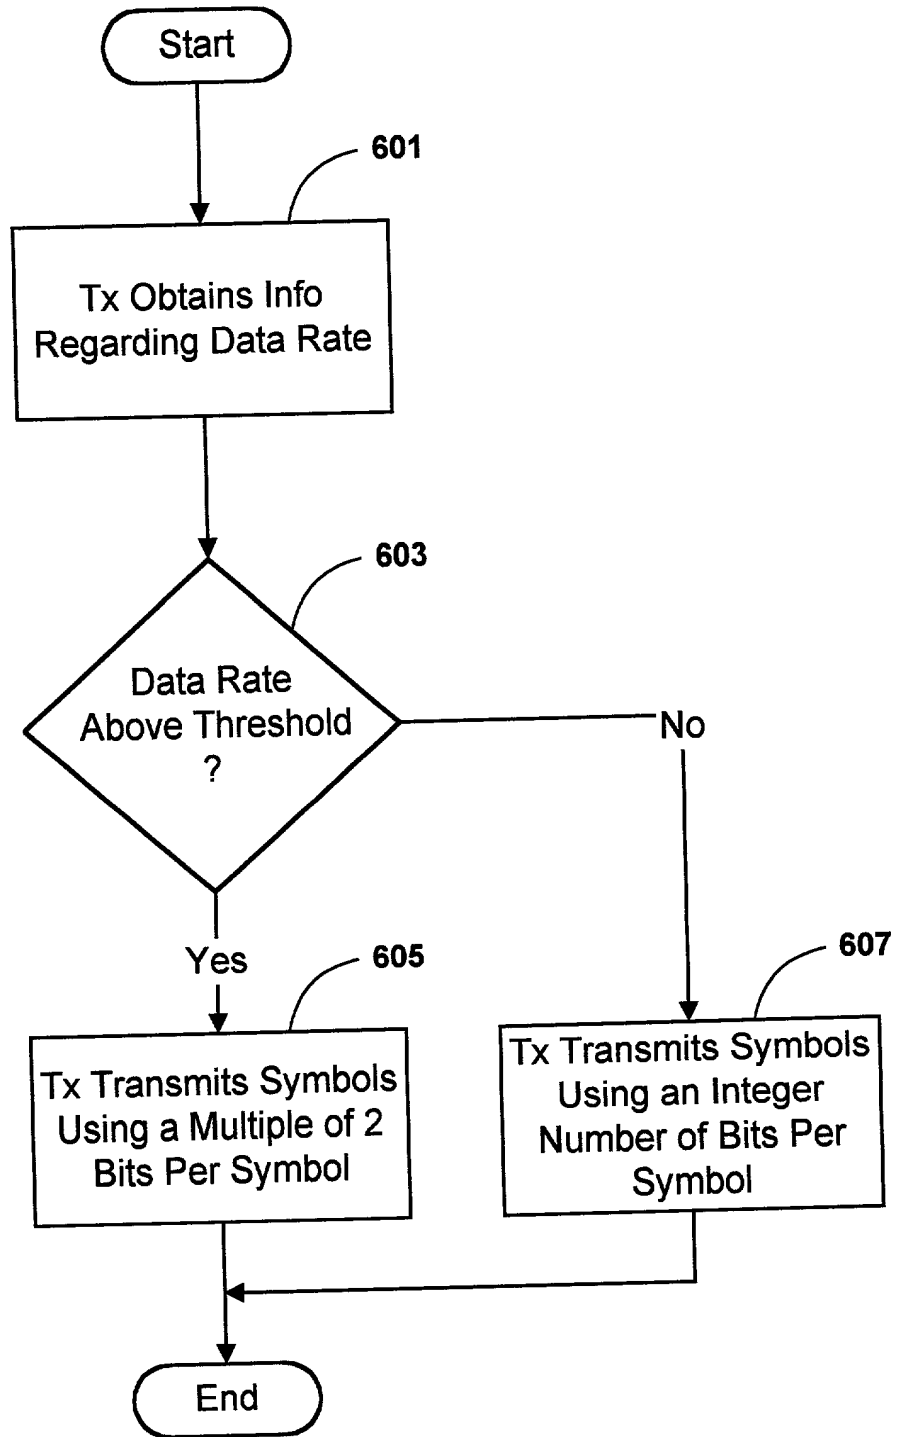 Start
601
Tx Obtains Info
Regarding Data Rate
603
Data Rate
Above Threshold
?
No
Yes
605
607
Tx Transmits Symbols
Using a Multiple of 2
Bits Per Symbol
Tx Transmits Symbols
Using an Integer
Number of Bits Per
Symbol
End